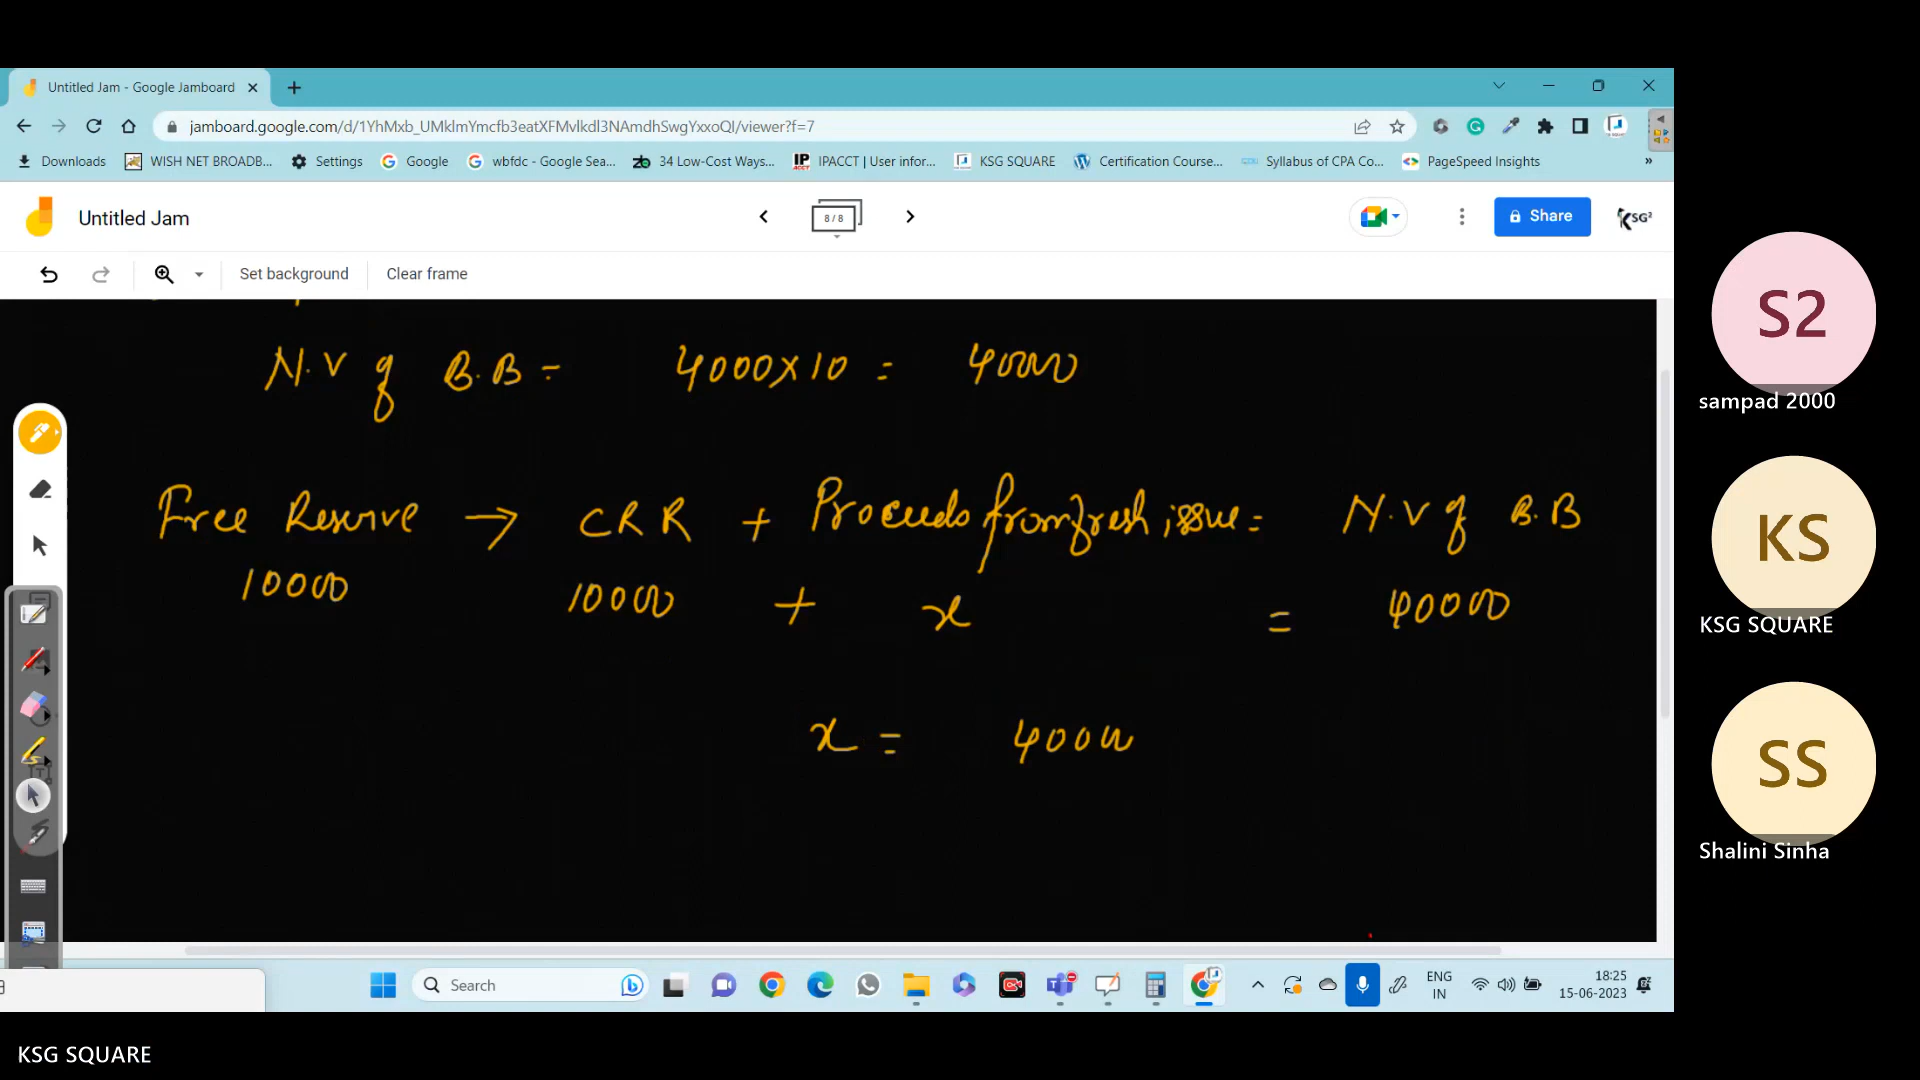 Untitled Jam - Google Jamboard
jamboard.google.com/d/1YhMxb_UMklmYmcfb3eatXFMvlkdl3NAmdhSwgYxxoQI/viewer?f=7
Downloads WISH NET BROADB... Settings Google wbfdc - Google Sea... 34 Low-Cost Ways... IPACCT | User infor... KSG SQUARE Certification Course... Syllabus of CPA Co... PageSpeed Insights »
Untitled Jam
8 / 8
Share
KSG²
Set background Clear frame
N.V of B.B = 4000x10 = 40000
Free Reserve → CRR + Proceeds from fresh issue = N.V of B.B
10000 10000 + x = 40000
x =
S2
sampad 2000
KS
KSG SQUARE
SS
Shalini Sinha
Search
ENG
IN
18:25
15-06-2023
KSG SQUARE